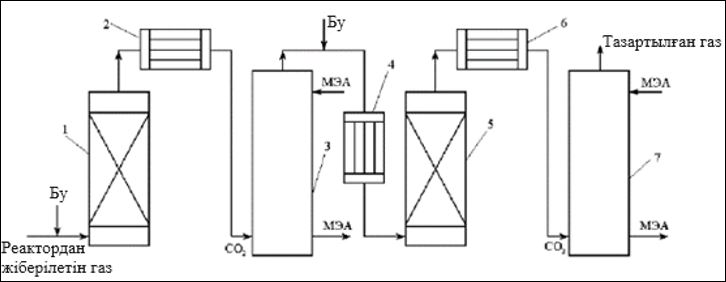 Бу
2
6
Тазартылған газ
МЭА
4
МЭА
1
5
3
7
Бу
МЭА
МЭА
Реактордан
жіберілетін газ
CO2
CO2